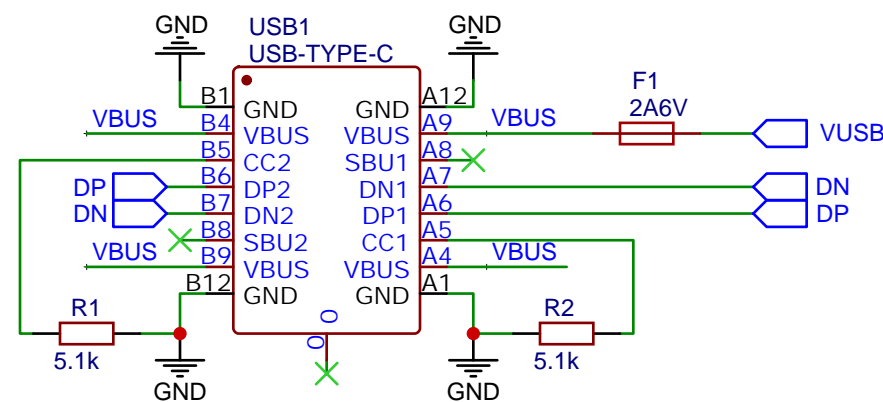 GND
USB1
USB-TYPE-C
GND
F1
2A6V
VUSB
B1
GND
GND
A12
VBUS
B4
VBUS
VBUS
A9
VBUS
B5
CC2
SBU1
A8
DP
B6
DP2
DN1
A7
DN
DN
B7
DN2
DP1
A6
DP
B8
SBU2
CC1
A5
VBUS
B9
VBUS
VBUS
A4
VBUS
B12
GND
GND
A1
R1
5.1k
GND
0
0
R2
5.1k
GND